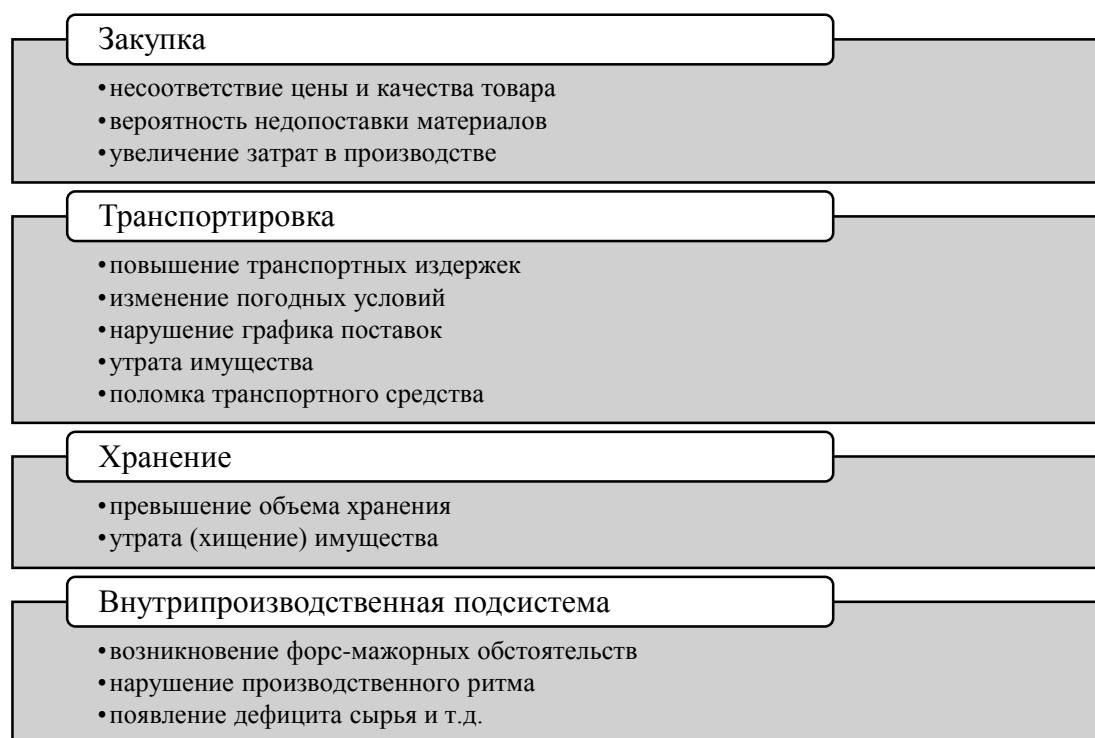 Закупка
•несоответствие цены и качества товара
•вероятность недопоставки материалов
•увеличение затрат в производстве
Транспортировка
•повышение транспортных издержек
•изменение погодных условий
•нарушение графика поставок
•утрата имущества
•поломка транспортного средства
Хранение
•превышение объема хранения
•утрата (хищение) имущества
Внутрипроизводственная подсистема
•возникновение форс-мажорных обстоятельств
•нарушение производственного ритма
•появление дефицита сырья и т.д.